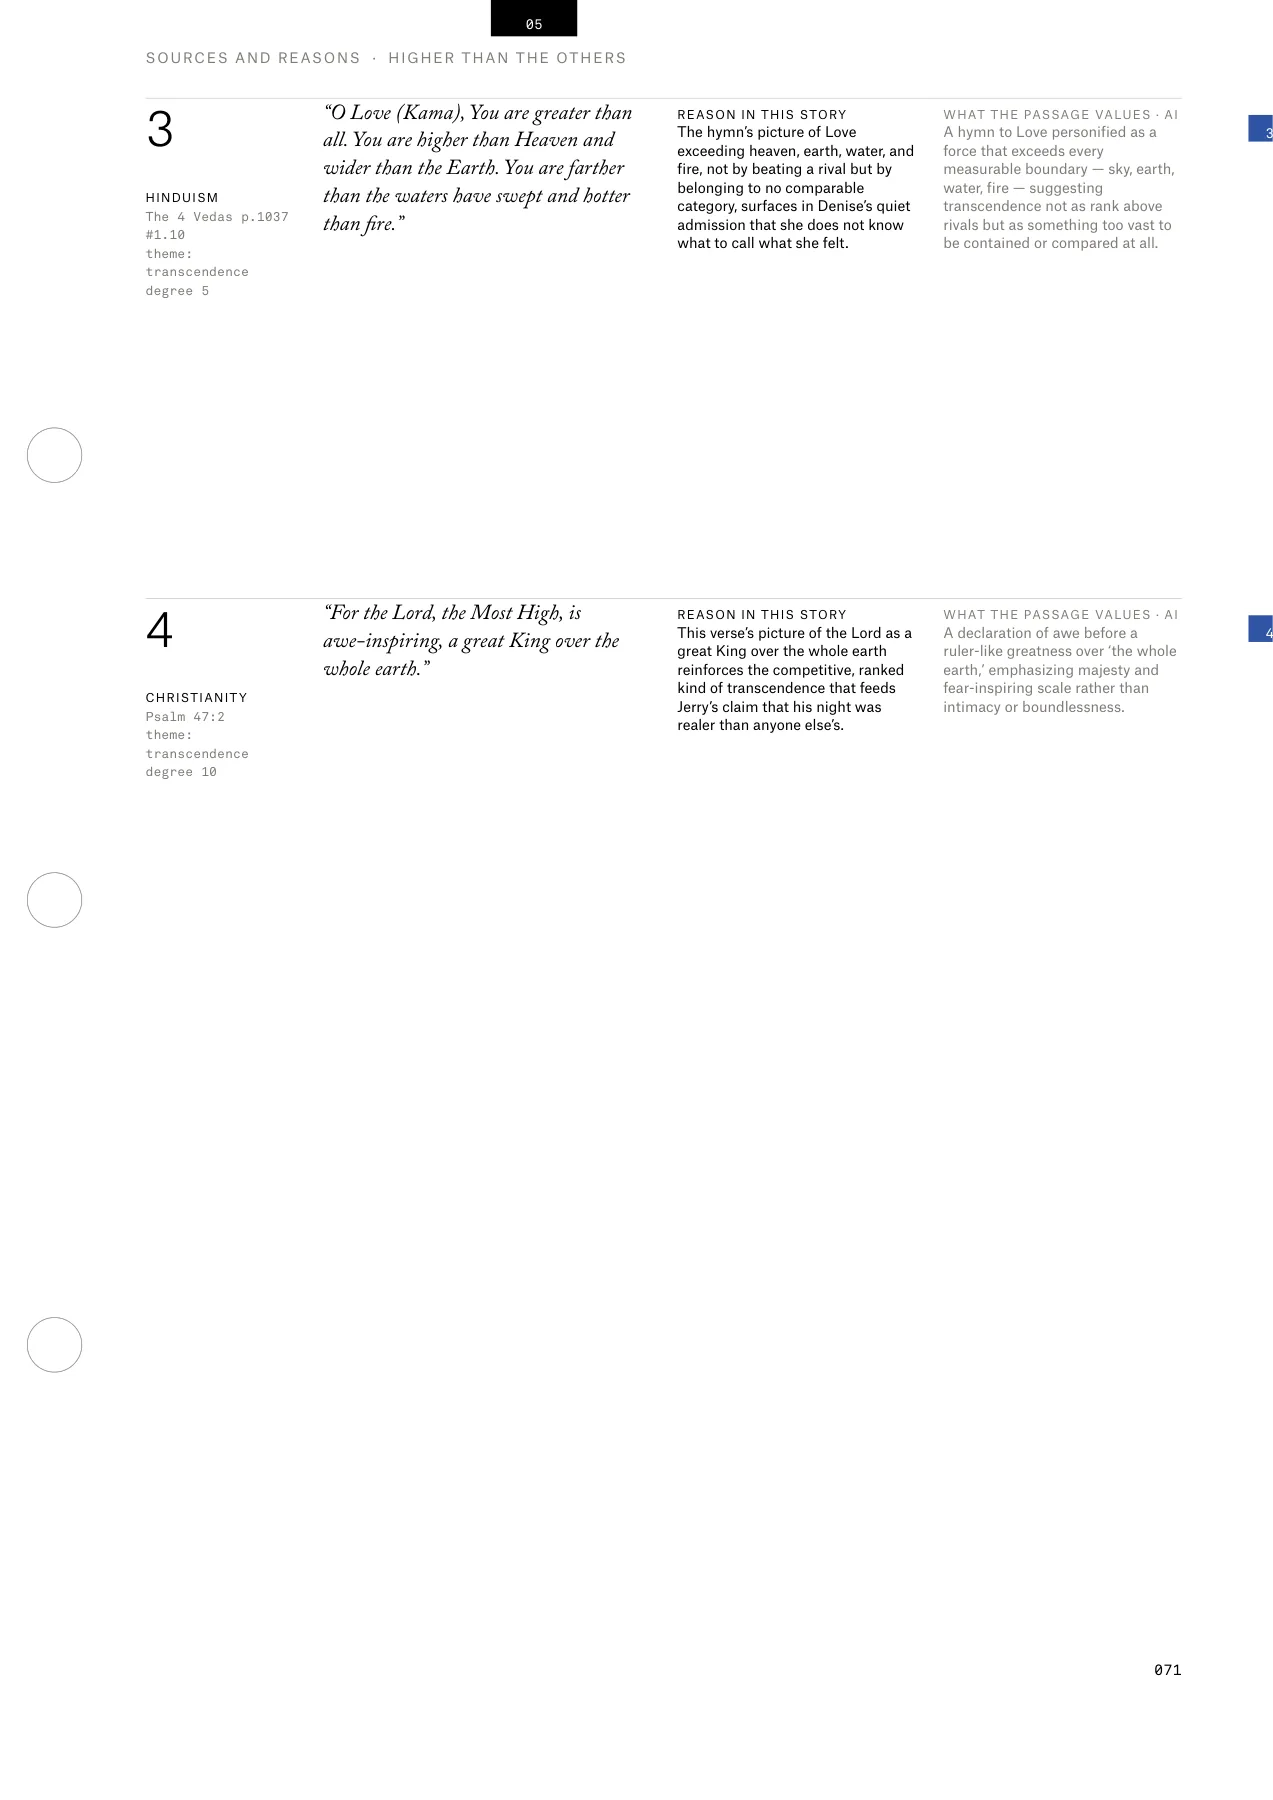 05
SOURCES AND REASONS · HIGHER THAN THE OTHERS
3
HINDUISM
The 4 Vedas p.1037
#1.10
theme:
transcendence
degree 5
“O Love (Kama), You are greater than
all. You are higher than Heaven and
wider than the Earth. You are farther
than the waters have swept and hotter
than fire.”
REASON IN THIS STORY
The hymn’s picture of Love
exceeding heaven, earth, water, and
fire, not by beating a rival but by
belonging to no comparable
category, surfaces in Denise’s quiet
admission that she does not know
what to call what she felt.
WHAT THE PASSAGE VALUES · AI
A hymn to Love personified as a
force that exceeds every
measurable boundary — sky, earth,
water, fire — suggesting
transcendence not as rank above
rivals but as something too vast to
be contained or compared at all.
3
4
CHRISTIANITY
Psalm 47:2
theme:
transcendence
degree 10
“For the Lord, the Most High, is
awe-inspiring, a great King over the
whole earth.”
REASON IN THIS STORY
This verse’s picture of the Lord as a
great King over the whole earth
reinforces the competitive, ranked
kind of transcendence that feeds
Jerry’s claim that his night was
realer than anyone else’s.
WHAT THE PASSAGE VALUES · AI
A declaration of awe before a
ruler-like greatness over ‘the whole
earth,’ emphasizing majesty and
fear-inspiring scale rather than
intimacy or boundlessness.
4
071